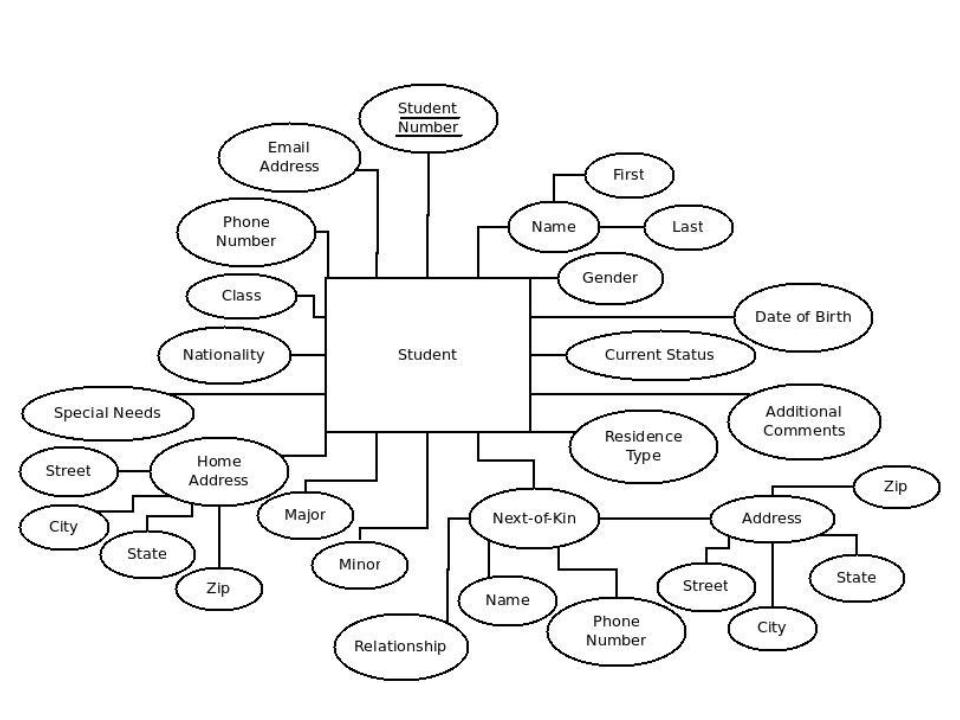 Student
Number
Email
Address
First
Phone
Number
Name
Last
Gender
Class
Date of Birth
Student
Nationality
Current Status
Special Needs
Additional
Comments
Residence
Type
Street
Home
Address
Zip
Major
Next-of-Kin
Address
City
State
Minor
State
Zip
Name
Street
Phone
Number
City
Relationship